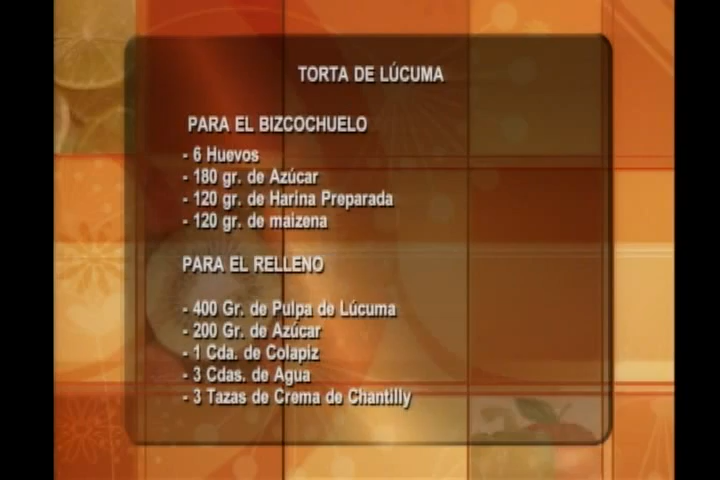 TORTA DE LÚCUMA
PARA EL BIZCOCHUELO
- 6 Huevos
- 180 gr. de Azúcar
- 120 gr. de Harina Preparada
- 120 gr. de maizena
PARA EL RELLENO
- 400 Gr. de Pulpa de Lúcuma
- 200 Gr. de Azúcar
- 1 Cda. de Colapiz
- 3 Cdas. de Agua
- 3 Tazas de Crema de Chantilly